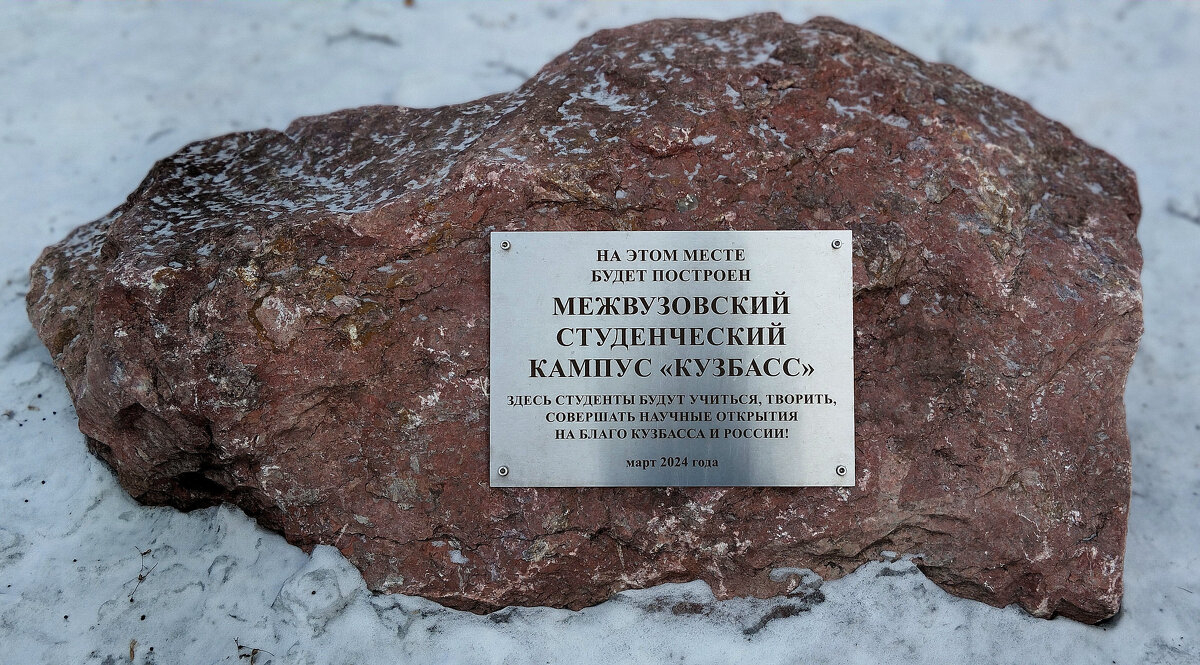 НА ЭТОМ МЕСТЕ
БУДЕТ ПОСТРОЕН
МЕЖВУЗОВСКИЙ
СТУДЕНЧЕСКИЙ
КАМПУС «КУЗБАСС»
ЗДЕСЬ СТУДЕНТЫ БУДУТ УЧИТЬСЯ, ТВОРИТЬ,
СОВЕРШАТЬ НАУЧНЫЕ ОТКРЫТИЯ
НА БЛАГО КУЗБАССА И РОССИИ!
март 2024 года